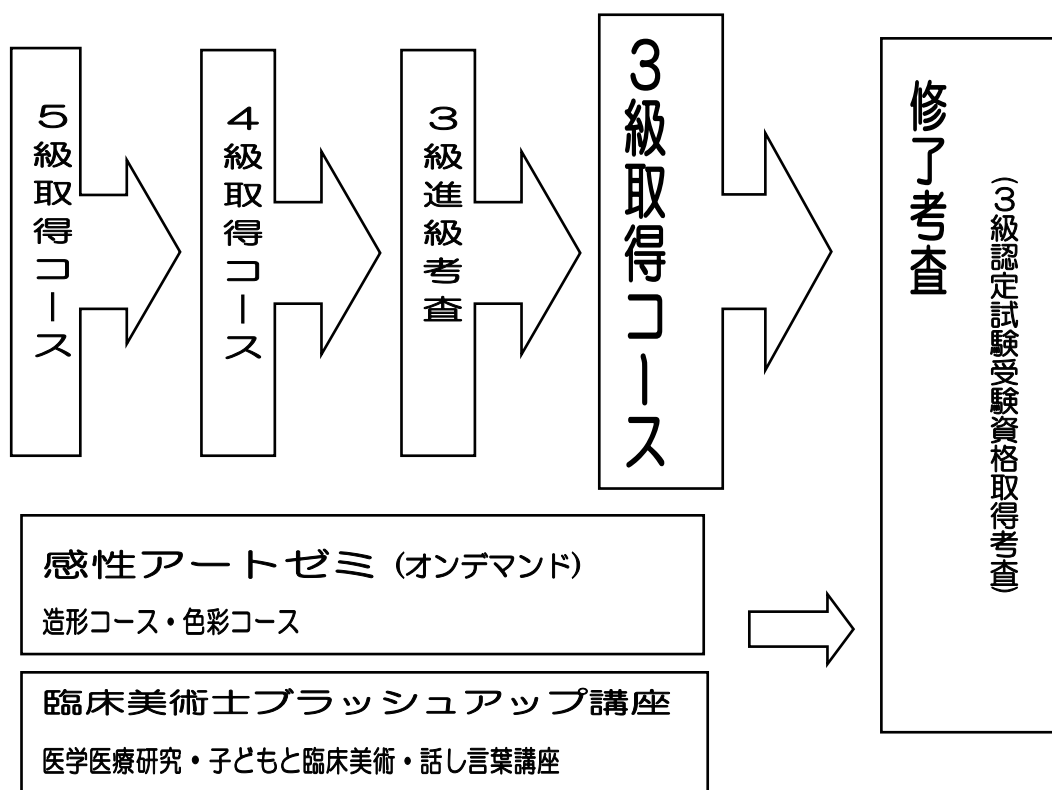 ５級取得コース
４級取得コース
３級進級考査
３級取得コース
修了考査
（３級認定試験受験資格取得考査）
感性アートゼミ（オンデマンド）
造形コース・色彩コース
臨床美術士ブラッシュアップ講座
医学医療研究・子どもと臨床美術・話し言葉講座